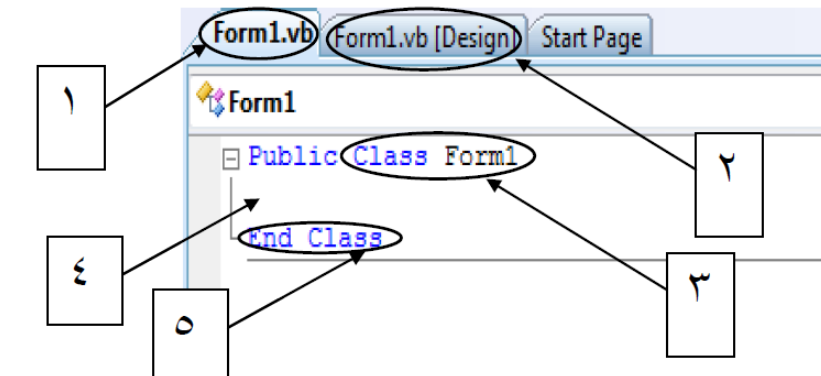 Form1.vb Form1.vb [Design] Start Page
١
Form1
٢
Public Class Form1
End Class
٤
٣
٥